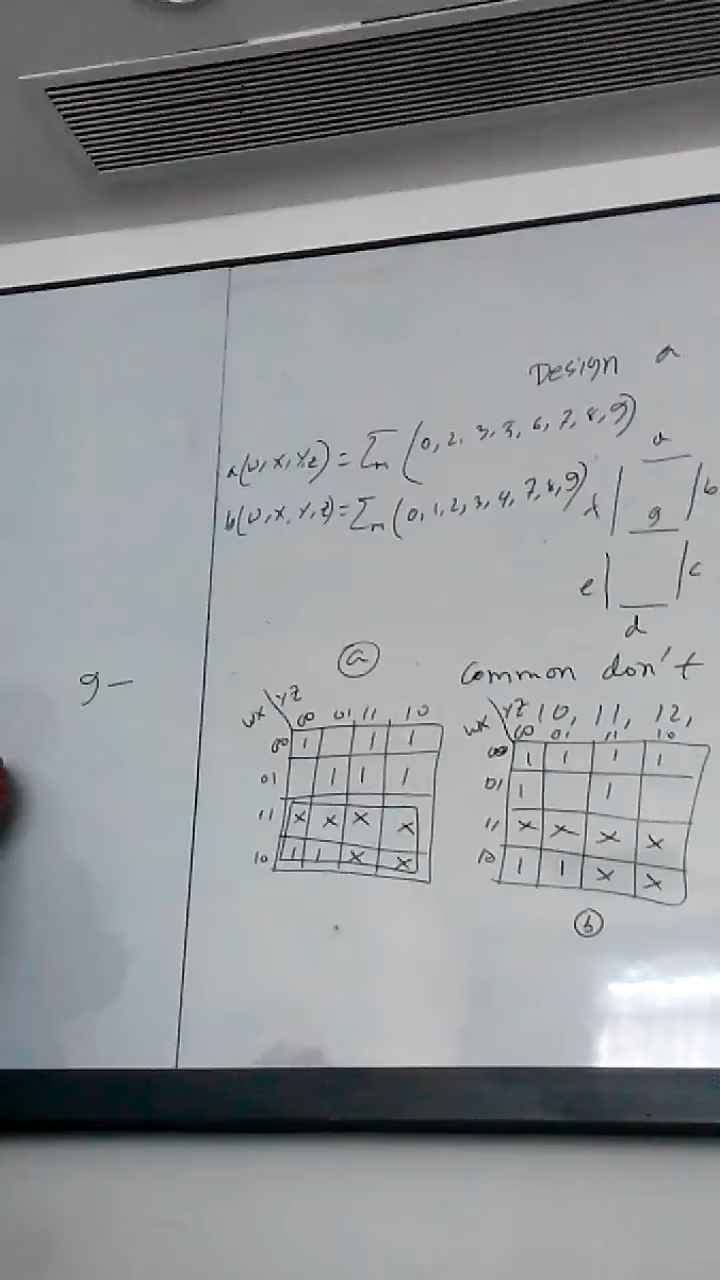 Design a
a(w,x,y,z) = Σm (0, 2, 3, 5, 6, 7, 8, 9)
b(w,x,y,z) = Σm (0, 1, 2, 3, 4, 7, 8, 9)
a
f b
g
e c
d
9—
ⓐ Common don't
wx yz 00 01 11 10
00 1 1 1
01 1 1 1
11 x x x x
10 1 1 x x
wx yz 10, 11, 12,
00 01 11 10
00 1 1 1 1
01 1 1
11 x x x x
10 1 1 x x
ⓑ